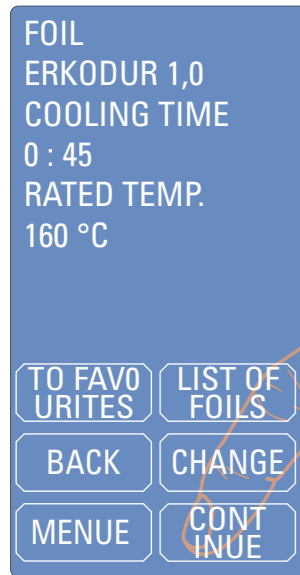 FOIL
ERKODUR 1,0
COOLING TIME
0 : 45
RATED TEMP.
160 °C
TO FAV0
URITES
LIST OF
FOILS
BACK
CHANGE
MENUE
CONT
INUE